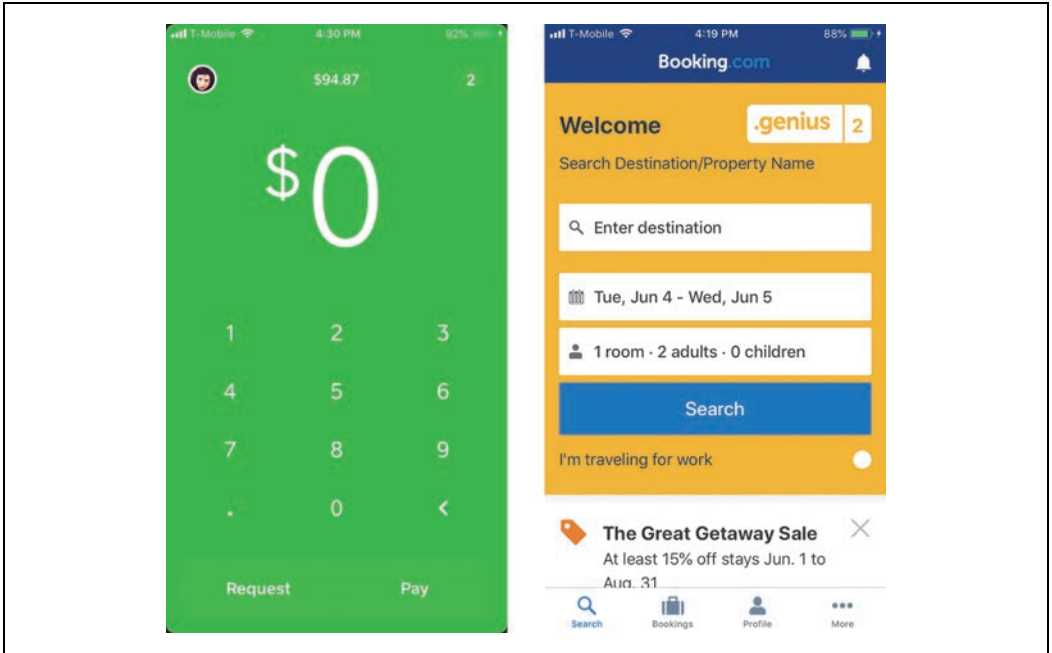 T-Mobile 4:30 PM 92%
$94.87 2
$0
1 2 3
4 5 6
7 8 9
. 0 <
Request Pay
T-Mobile 4:19 PM 88%
Booking.com
Welcome .genius 2
Search Destination/Property Name
Enter destination
Tue, Jun 4 - Wed, Jun 5
1 room · 2 adults · 0 children
Search
I'm traveling for work
The Great Getaway Sale
At least 15% off stays Jun. 1 to
Aug. 31
Search Bookings Profile More